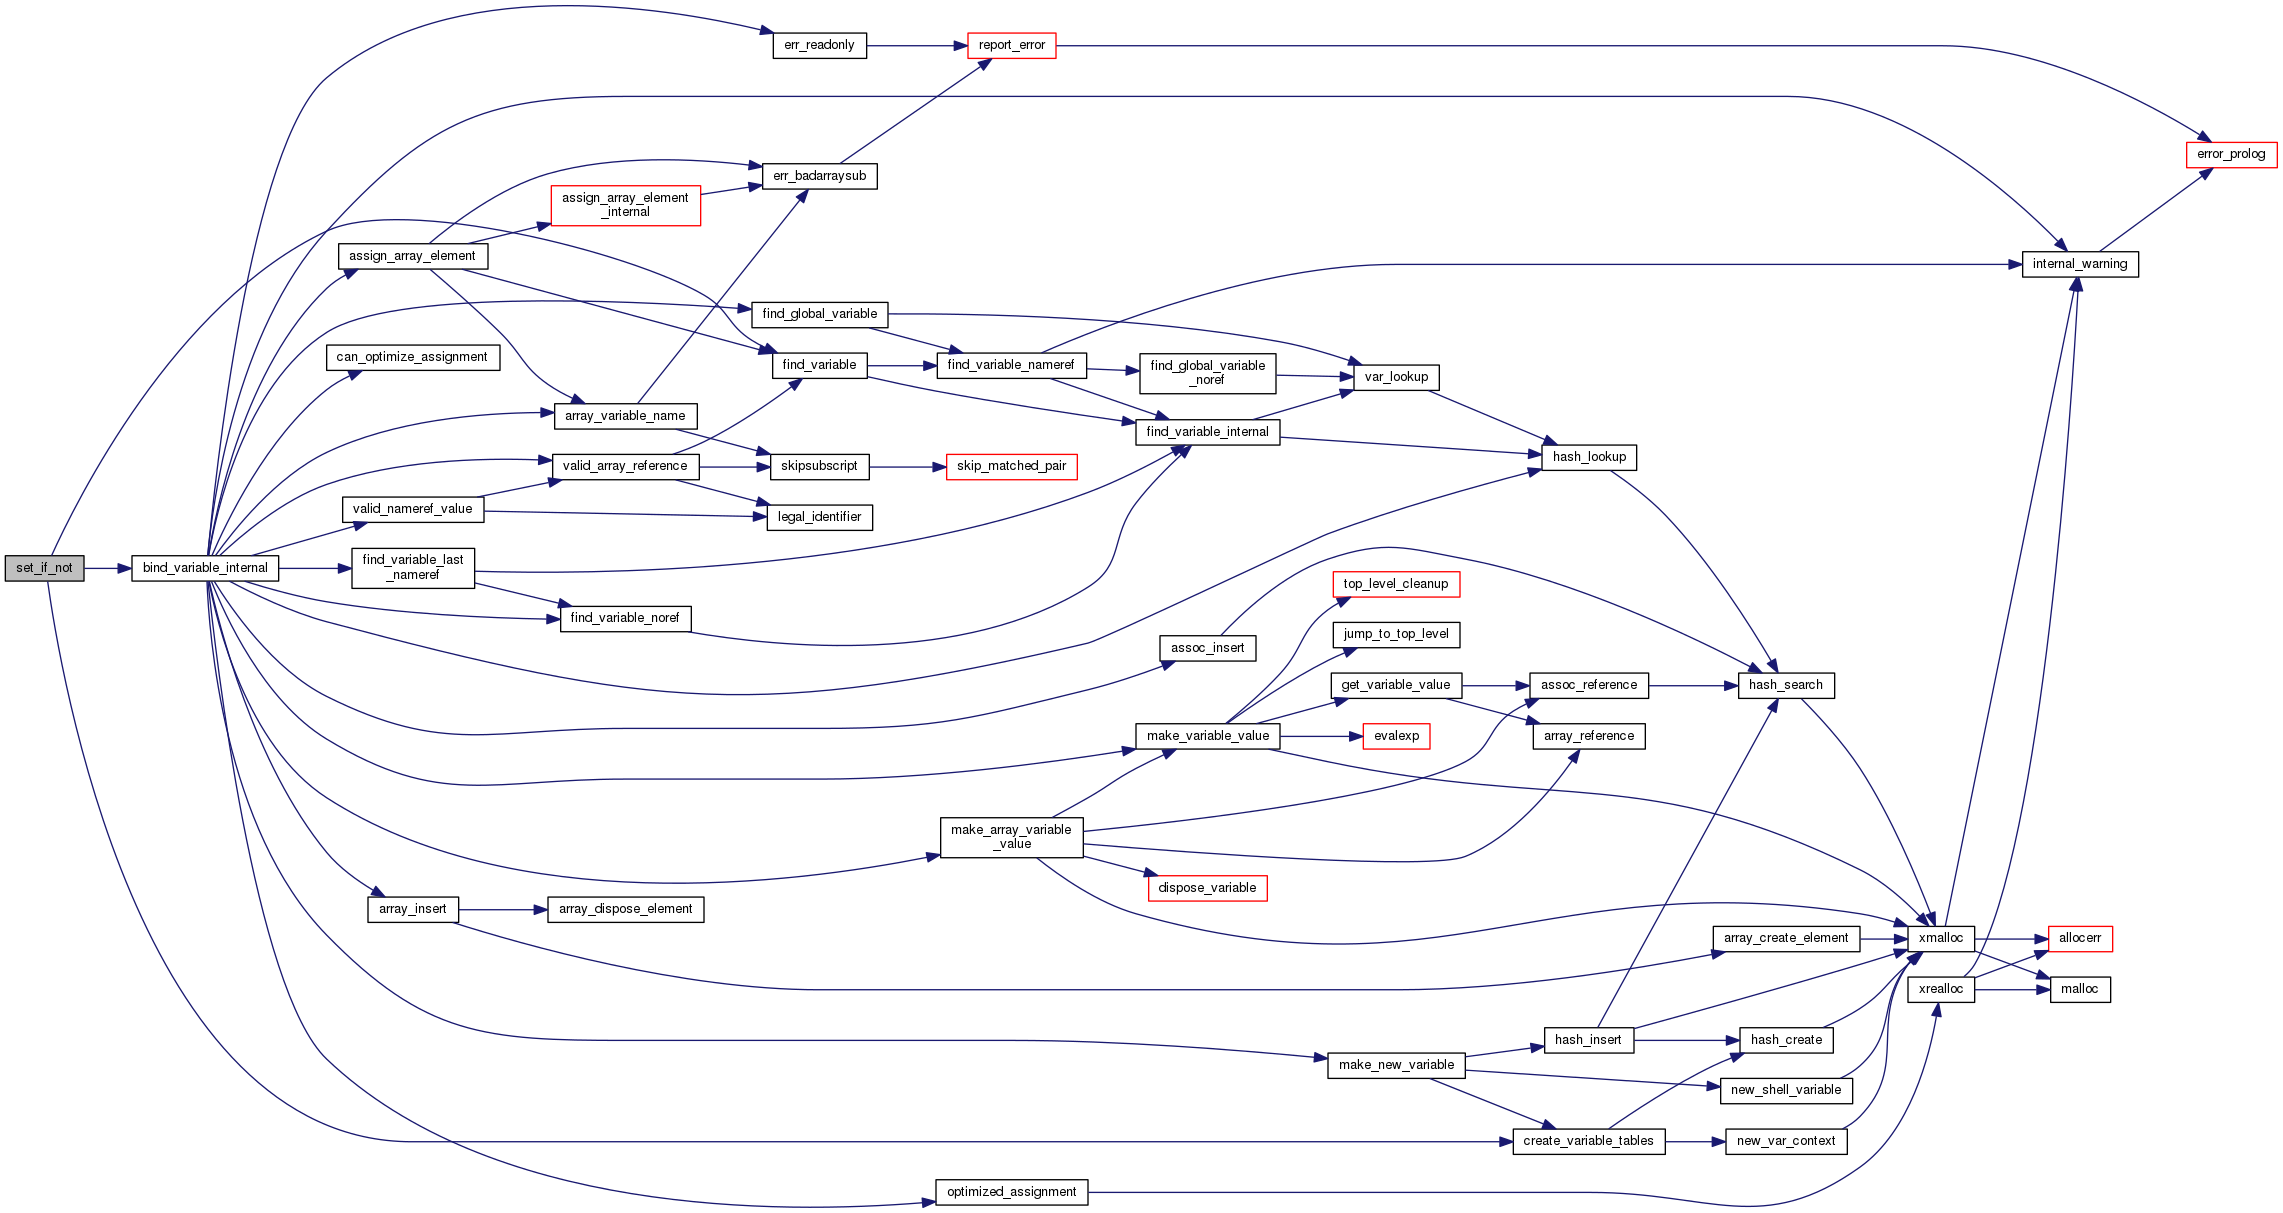 err_readonly
report_error
error_prolog
err_badarraysub
assign_array_element
_internal
assign_array_element
internal_warning
find_global_variable
can_optimize_assignment
find_variable
find_variable_nameref
find_global_variable
_noref
var_lookup
array_variable_name
find_variable_internal
hash_lookup
valid_array_reference
skipsubscript
skip_matched_pair
valid_nameref_value
legal_identifier
set_if_not
bind_variable_internal
find_variable_last
_nameref
top_level_cleanup
find_variable_noref
jump_to_top_level
assoc_insert
get_variable_value
assoc_reference
hash_search
make_variable_value
evalexp
array_reference
make_array_variable
_value
dispose_variable
array_insert
array_dispose_element
array_create_element
xmalloc
allocerr
xrealloc
malloc
hash_insert
hash_create
make_new_variable
new_shell_variable
create_variable_tables
new_var_context
optimized_assignment